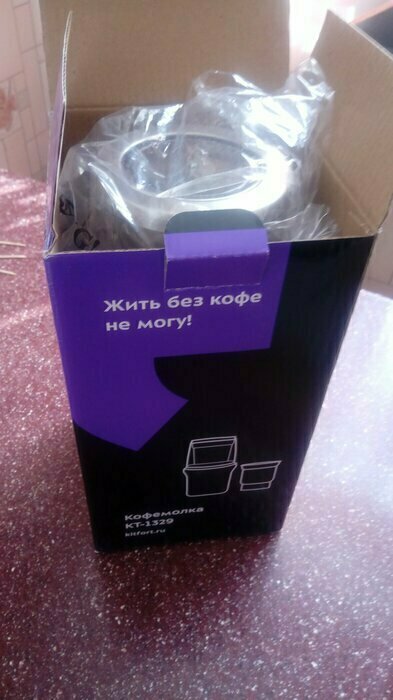 Жить без кофе
не могу!
Кофемолка
КТ-1329
kitfort.ru